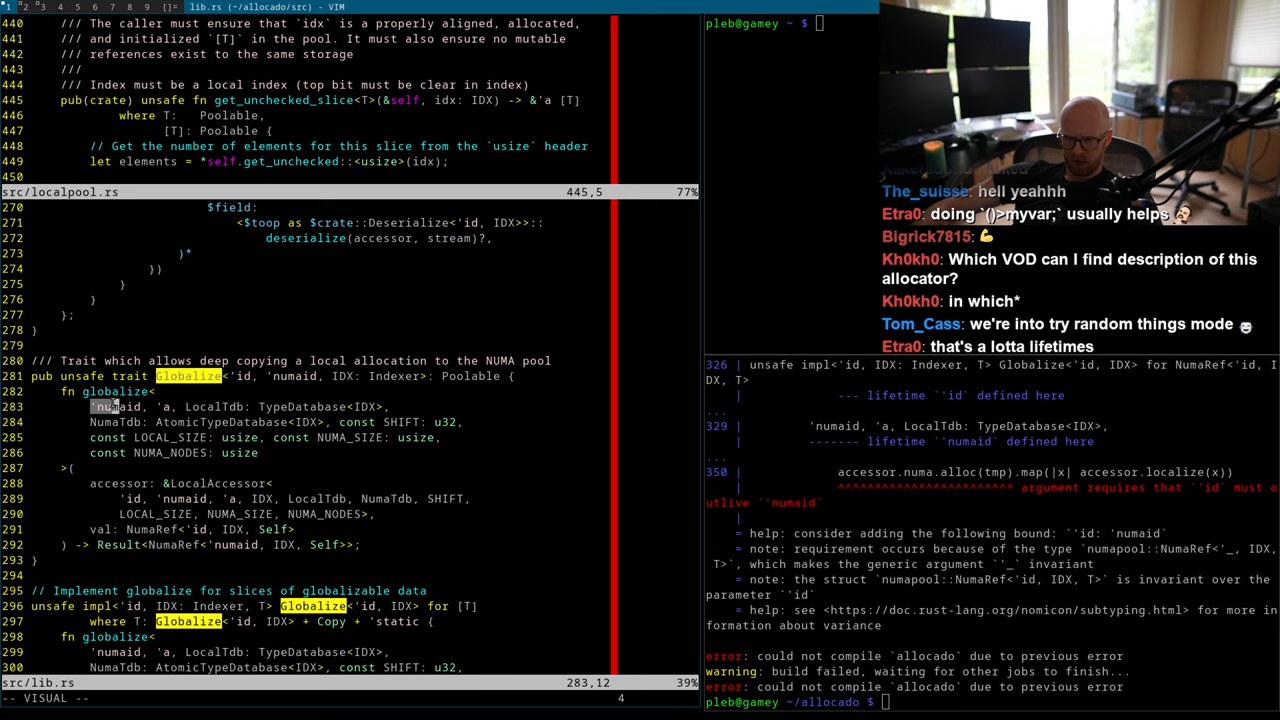 1 2 3 4 5 6 7 8 9 []= lib.rs (~/allocado/src) - VIM
440     /// The caller must ensure that `idx` is a properly aligned, allocated,
441     /// and initialized `[T]` in the pool. It must also ensure no mutable
442     /// references exist to the same storage
443     ///
444     /// Index must be a local index (top bit must be clear in index)
445     pub(crate) unsafe fn get_unchecked_slice<T>(&self, idx: IDX) -> &'a [T]
446             where T:   Poolable,
447                   [T]: Poolable {
448         // Get the number of elements for this slice from the `usize` header
449         let elements = *self.get_unchecked::<usize>(idx);
450
src/localpool.rs 445,5 77%
270                         $field:
271                             <$toop as $crate::Deserialize<'id, IDX>>::
272                                 deserialize(accessor, stream)?,
273                     )*
274                 })
275             }
276         }
277     };
278 }
279
280 /// Trait which allows deep copying a local allocation to the NUMA pool
281 pub unsafe trait Globalize<'id, 'numaid, IDX: Indexer>: Poolable {
282     fn globalize<
283         'numaid, 'a, LocalTdb: TypeDatabase<IDX>,
284         NumaTdb: AtomicTypeDatabase<IDX>, const SHIFT: u32,
285         const LOCAL_SIZE: usize, const NUMA_SIZE: usize,
286         const NUMA_NODES: usize
287     >(
288         accessor: &LocalAccessor<
289             'id, 'numaid, 'a, IDX, LocalTdb, NumaTdb, SHIFT,
290             LOCAL_SIZE, NUMA_SIZE, NUMA_NODES>,
291         val: NumaRef<'id, IDX, Self>
292     ) -> Result<NumaRef<'numaid, IDX, Self>>;
293 }
294
295 // Implement globalize for slices of globalizable data
296 unsafe impl<'id, IDX: Indexer, T> Globalize<'id, IDX> for [T]
297         where T: Globalize<'id, IDX> + Copy + 'static {
298     fn globalize<
299         'numaid, 'a, LocalTdb: TypeDatabase<IDX>,
300         NumaTdb: AtomicTypeDatabase<IDX>, const SHIFT: u32,
src/lib.rs 283,12 39%
-- VISUAL -- 4
pleb@gamey ~ $
The_suisse: hell yeahhh
Etra0: doing `()>myvar;` usually helps
Bigrick7815:
Kh0kh0: Which VOD can I find description of this
allocator?
Kh0kh0: in which*
Tom_Cass: we're into try random things mode
Etra0: that's a lotta lifetimes
326 | unsafe impl<'id, IDX: Indexer, T> Globalize<'id, IDX> for NumaRef<'id, I
DX, T>
    |             --- lifetime `'id` defined here
...
329 |         'numaid, 'a, LocalTdb: TypeDatabase<IDX>,
    |         ------- lifetime `'numaid` defined here
...
350 |             accessor.numa.alloc(tmp).map(|x| accessor.localize(x))
    |             ^^^^^^^^^^^^^^^^^^^^^^^^ argument requires that `'id` must o
utlive `'numaid`
    |
    = help: consider adding the following bound: `'id: 'numaid`
    = note: requirement occurs because of the type `numapool::NumaRef<'_, IDX,
 T>`, which makes the generic argument `'_` invariant
    = note: the struct `numapool::NumaRef<'id, IDX, T>` is invariant over the
parameter `'id`
    = help: see <https://doc.rust-lang.org/nomicon/subtyping.html> for more in
formation about variance
error: could not compile `allocado` due to previous error
warning: build failed, waiting for other jobs to finish...
error: could not compile `allocado` due to previous error
pleb@gamey ~/allocado $